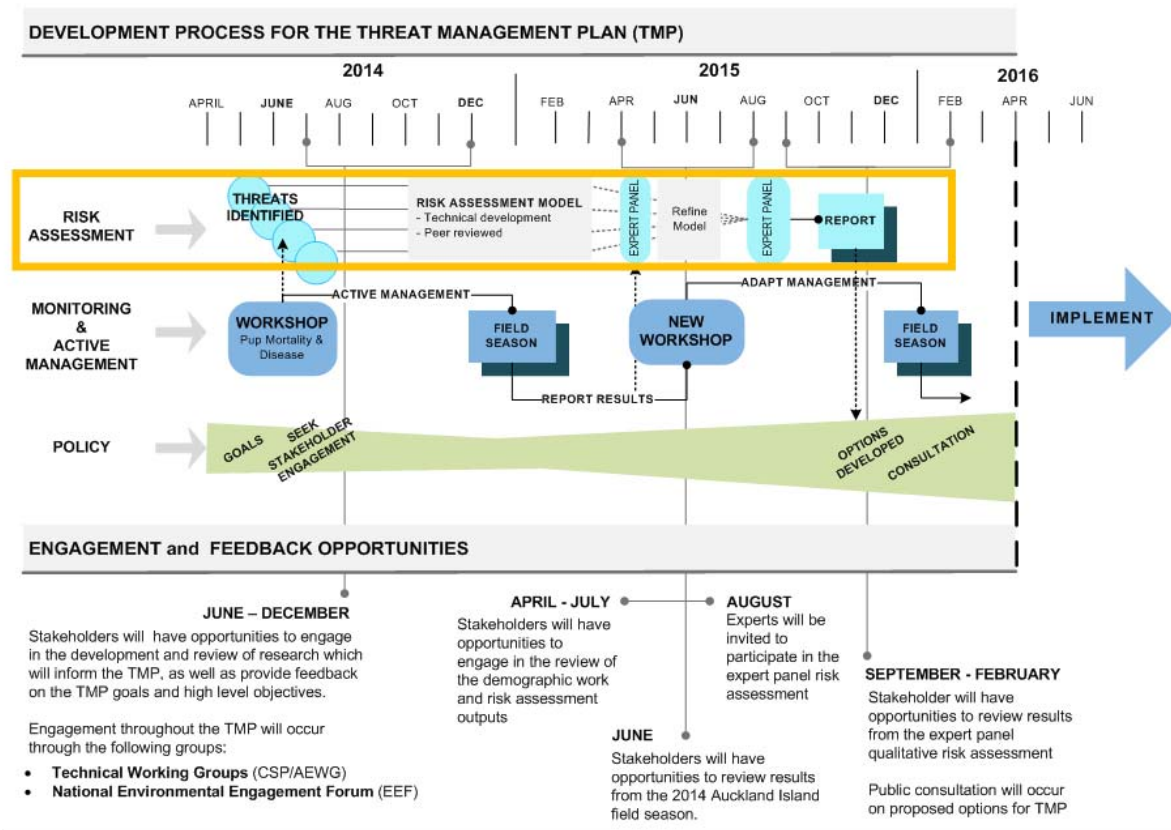 DEVELOPMENT PROCESS FOR THE THREAT MANAGEMENT PLAN (TMP)
2014
2015
2016
APRIL
JUNE
AUG
OCT
DEC
FEB
APR
JUN
AUG
OCT
DEC
FEB
APR
JUN
RISK
ASSESSMENT
THREATS
IDENTIFIED
RISK ASSESSMENT MODEL
- Technical development
- Peer reviewed
EXPERT PANEL
Refine
Model
EXPERT PANEL
REPORT
MONITORING
&
ACTIVE
MANAGEMENT
ACTIVE MANAGEMENT
WORKSHOP
Pup Mortality &
Disease
FIELD
SEASON
REPORT RESULTS
NEW
WORKSHOP
ADAPT MANAGEMENT
FIELD
SEASON
IMPLEMENT
POLICY
GOALS
SEEK
STAKEHOLDER
ENGAGEMENT
OPTIONS
DEVELOPED
CONSULTATION
ENGAGEMENT and FEEDBACK OPPORTUNITIES
JUNE – DECEMBER
Stakeholders will have opportunities to engage
in the development and review of research which
will inform the TMP, as well as provide feedback
on the TMP goals and high level objectives.
Engagement throughout the TMP will occur
through the following groups:
• Technical Working Groups (CSP/AEWG)
• National Environmental Engagement Forum (EEF)
APRIL - JULY
Stakeholders will have
opportunities to
engage in the review of
the demographic work
and risk assessment
outputs
JUNE
Stakeholders will have
opportunities to review results
from the 2014 Auckland Island
field season.
AUGUST
Experts will be
invited to
participate in the
expert panel risk
assessment
SEPTEMBER - FEBRUARY
Stakeholder will have
opportunities to review results
from the expert panel
qualitative risk assessment
Public consultation will occur
on proposed options for TMP